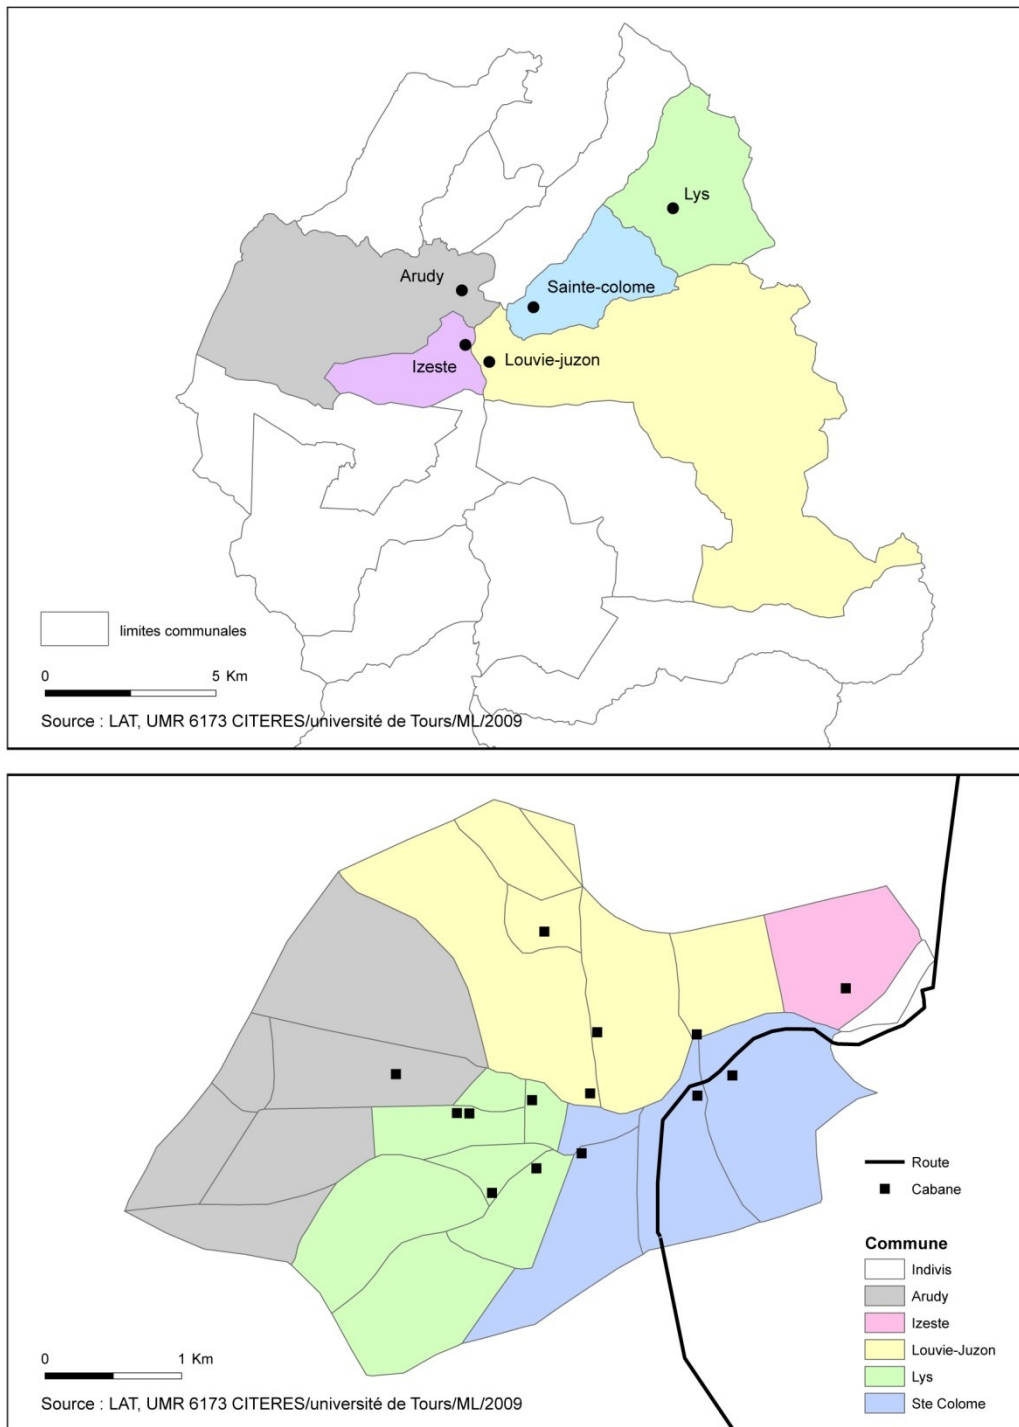 Lys
Arudy
Sainte-colome
Izeste
Louvie-juzon
limites communales
0 5 Km
Source : LAT, UMR 6173 CITERES/université de Tours/ML/2009
Route
Cabane
Commune
Indivis
Arudy
Izeste
Louvie-Juzon
Lys
Ste Colome
0 1 Km
Source : LAT, UMR 6173 CITERES/université de Tours/ML/2009